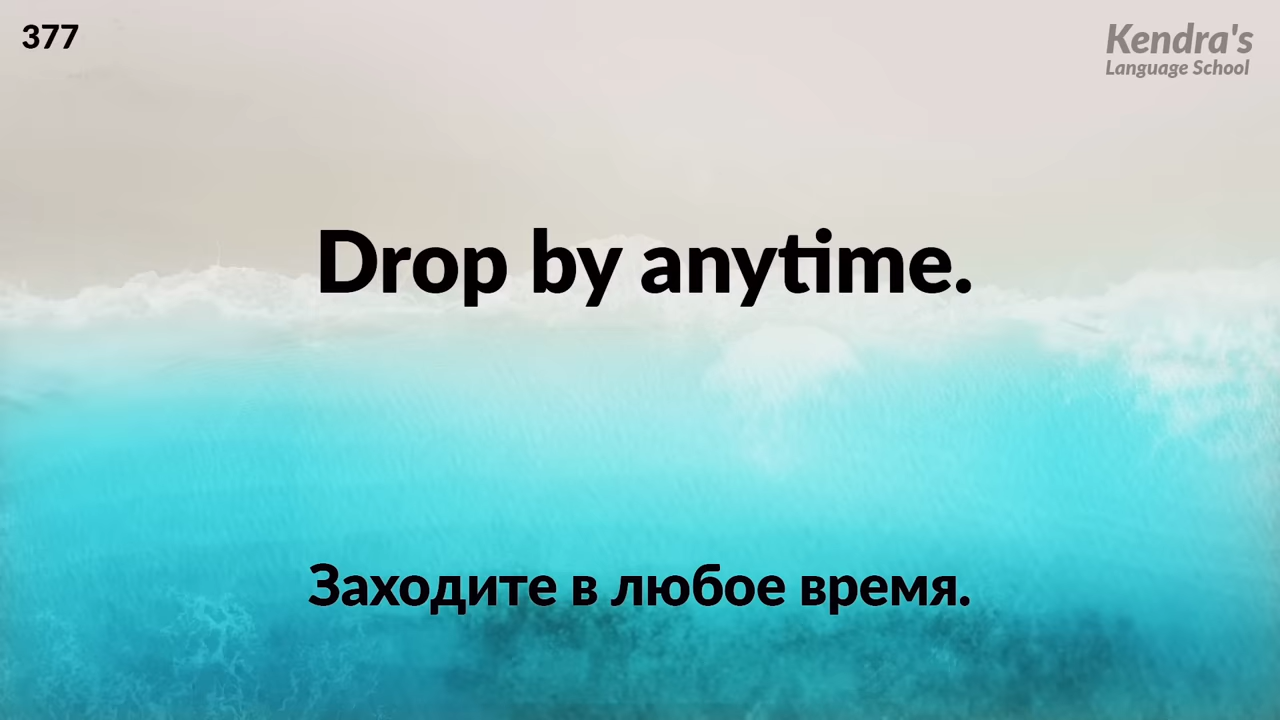 377
Kendra's
Language School
Drop by anytime.
Заходите в любое время.